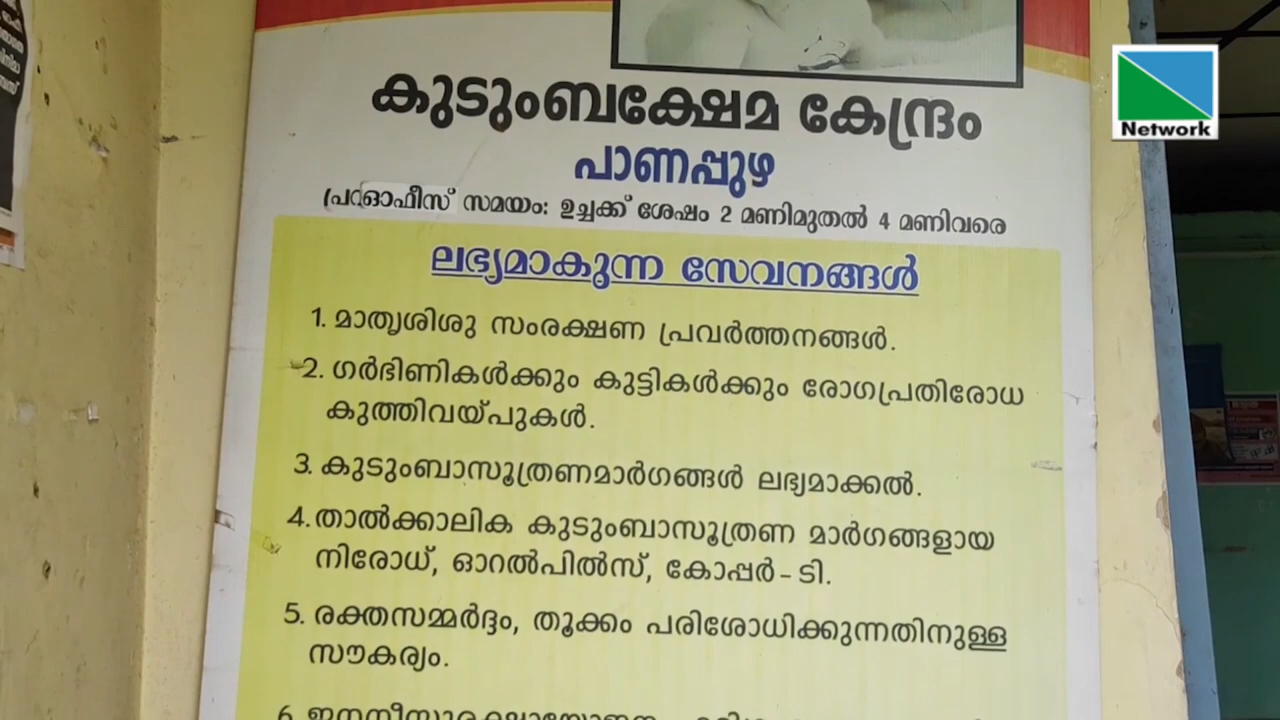 Network
കുടുംബക്ഷേമ കേന്ദ്രം
പാണപ്പുഴ
ഓഫീസ് സമയം: ഉച്ചക്ക് ശേഷം 2 മണിമുതൽ 4 മണിവരെ
ലഭ്യമാകുന്ന സേവനങ്ങൾ
1. മാതൃശിശു സംരക്ഷണ പ്രവർത്തനങ്ങൾ.
2. ഗർഭിണികൾക്കും കുട്ടികൾക്കും രോഗപ്രതിരോധ
കുത്തിവയ്പുകൾ.
3. കുടുംബാസൂത്രണമാർഗങ്ങൾ ലഭ്യമാക്കൽ.
4. താൽക്കാലിക കുടുംബാസൂത്രണ മാർഗങ്ങളായ
നിരോധ്, ഓറൽപിൽസ്, കോപ്പർ - ടി.
5. രക്തസമ്മർദ്ദം, തൂക്കം പരിശോധിക്കുന്നതിനുള്ള
സൗകര്യം.